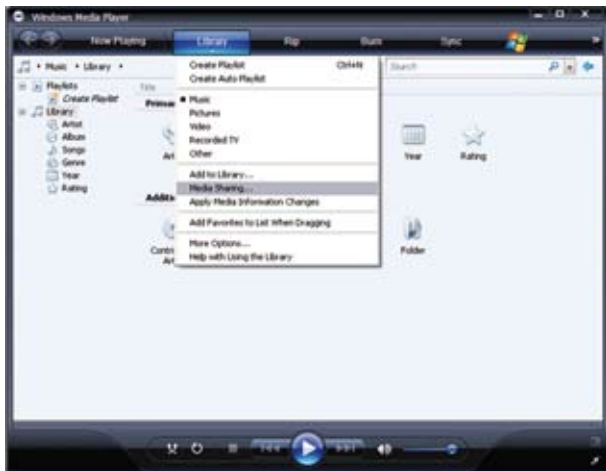 Windows Media Player
Now Playing Library Rip Burn Sync
Music Library
Search
Playlists
Create Playlist
Library
Artist
Album
Songs
Genre
Year
Rating
Title
Create Playlist Ctrl+N
Create Auto Playlist
Music
Pictures
Video
Recorded TV
Other
Add to Library...
Media Sharing...
Apply Media Information Changes
Add Favorites to List When Dragging
More Options...
Help with Using the Library
Year Rating
Folder